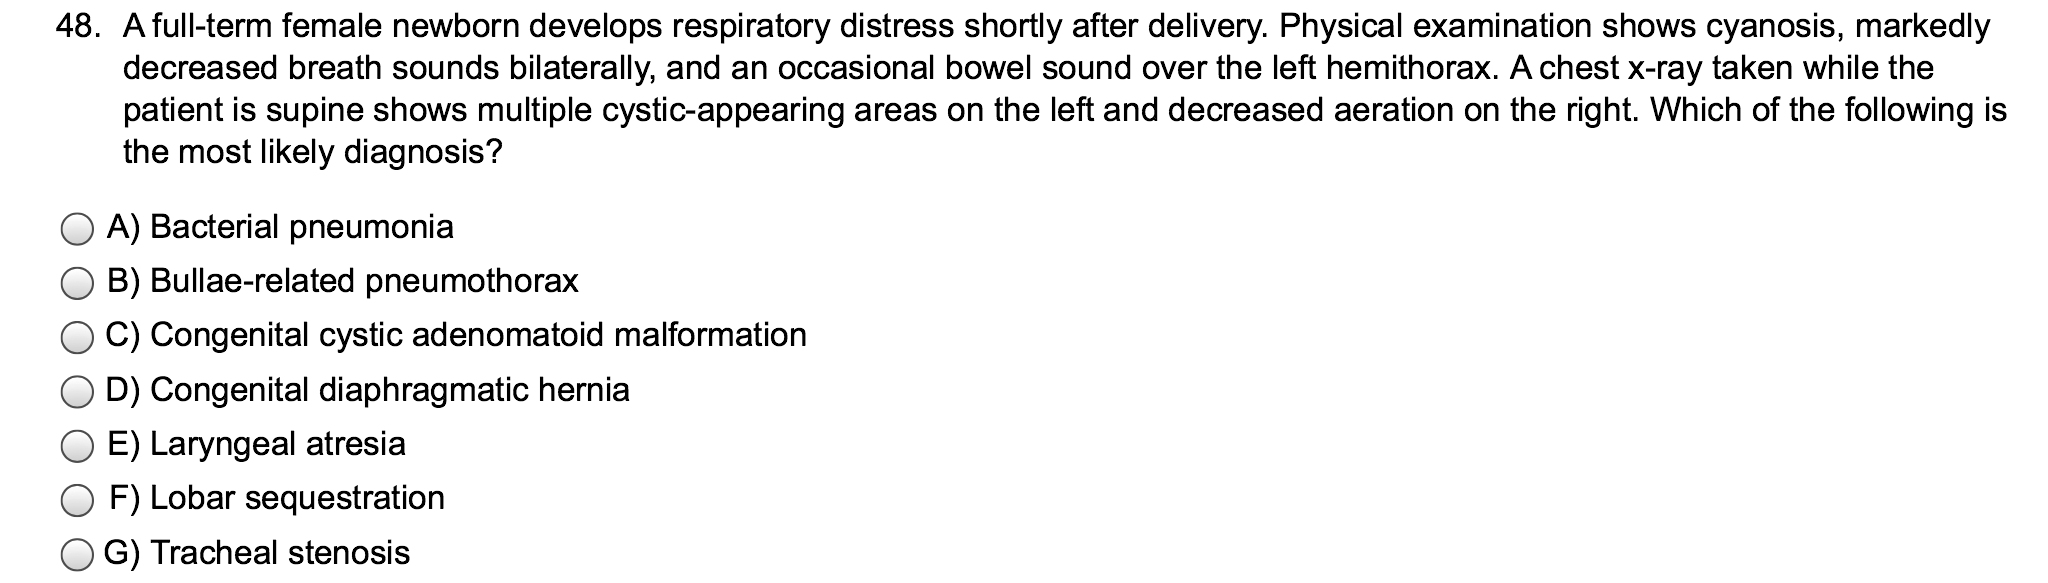 48. A full-term female newborn develops respiratory distress shortly after delivery. Physical examination shows cyanosis, markedly
decreased breath sounds bilaterally, and an occasional bowel sound over the left hemithorax. A chest x-ray taken while the
patient is supine shows multiple cystic-appearing areas on the left and decreased aeration on the right. Which of the following is
the most likely diagnosis?
A) Bacterial pneumonia
B) Bullae-related pneumothorax
C) Congenital cystic adenomatoid malformation
D) Congenital diaphragmatic hernia
E) Laryngeal atresia
F) Lobar sequestration
G) Tracheal stenosis